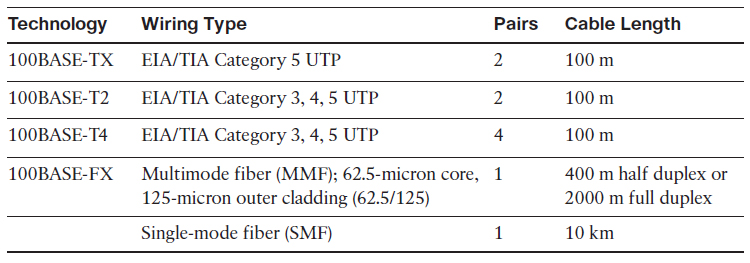 Technology Wiring Type Pairs Cable Length
100BASE-TX EIA/TIA Category 5 UTP 2 100 m
100BASE-T2 EIA/TIA Category 3, 4, 5 UTP 2 100 m
100BASE-T4 EIA/TIA Category 3, 4, 5 UTP 4 100 m
100BASE-FX Multimode fiber (MMF); 62.5-micron core, 1 400 m half duplex or
125-micron outer cladding (62.5/125) 2000 m full duplex
Single-mode fiber (SMF) 1 10 km